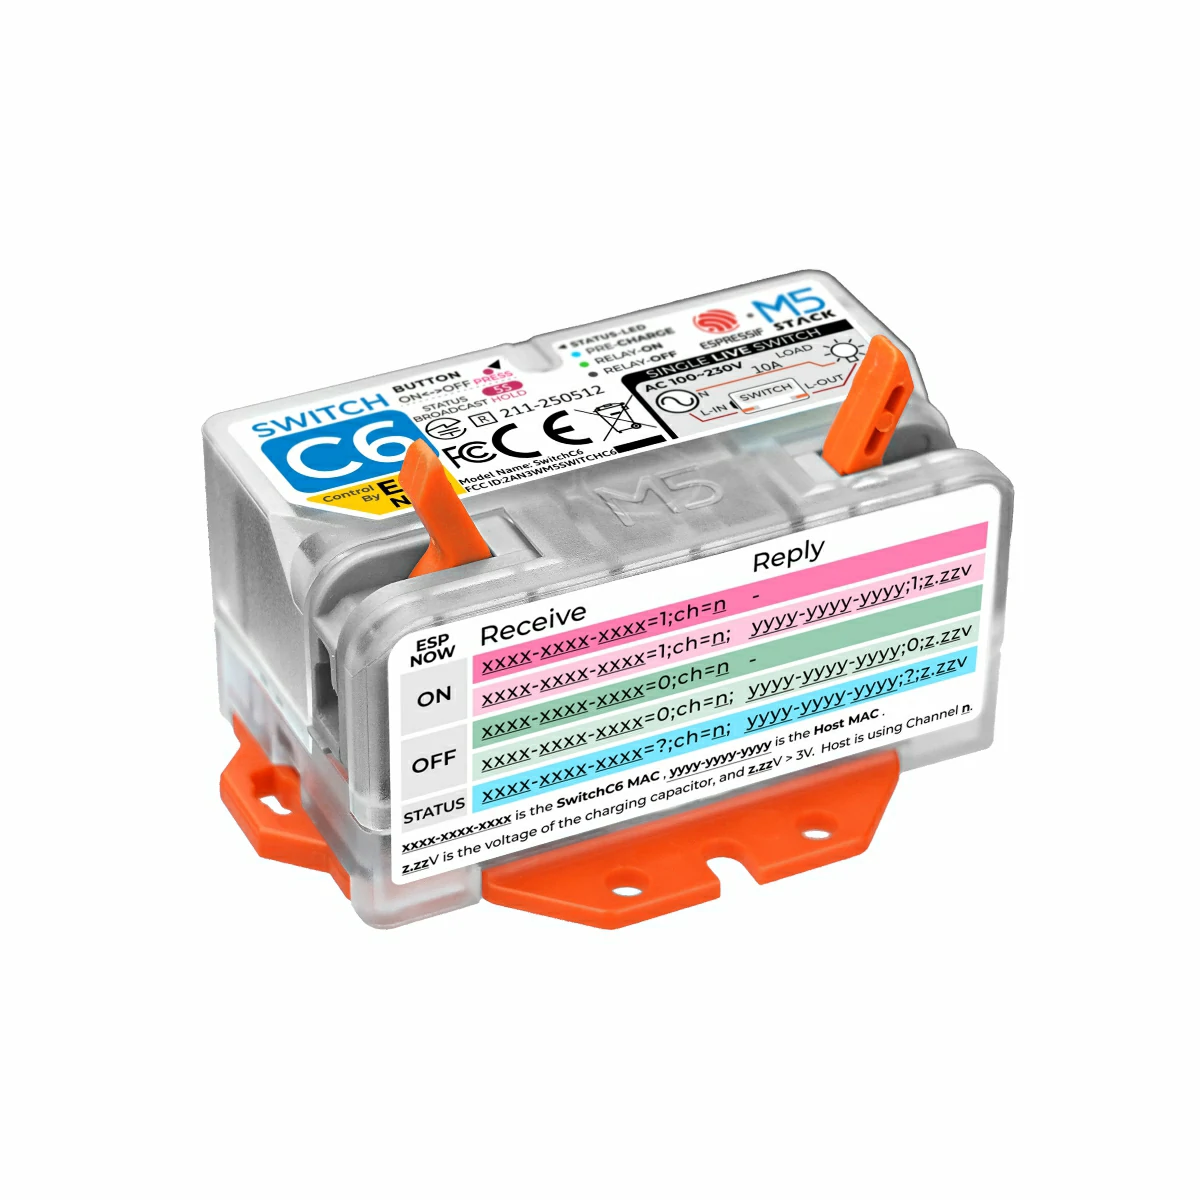 SWITCH
C6
Control
By
BUTTON
ON<->OFF PRESS
STATUS 5S
BROADCAST HOLD
STATUS-LED
PRE-CHARGE
RELAY-ON
RELAY-OFF
ESPRESSIF
M5
STACK
R 211-250512
FC CE
Model Name: SwitchC6
FCC ID:2AN3WM5SWITCHC6
SINGLE LIVE SWITCH
AC 100~230V 10A LOAD
N
L-IN SWITCH L-OUT
M5
ESP
NOW
Receive Reply
ON
xxxx-xxxx-xxxx=1;ch=n -
xxxx-xxxx-xxxx=1;ch=n; yyyy-yyyy-yyyy;1;z.zzv
OFF
xxxx-xxxx-xxxx=0;ch=n -
xxxx-xxxx-xxxx=0;ch=n; yyyy-yyyy-yyyy;0;z.zzv
STATUS
xxxx-xxxx-xxxx=?;ch=n; yyyy-yyyy-yyyy;?;z.zzv
xxxx-xxxx-xxxx is the SwitchC6 MAC , yyyy-yyyy-yyyy is the Host MAC .
z.zzV is the voltage of the charging capacitor, and z.zzV > 3V. Host is using Channel n.